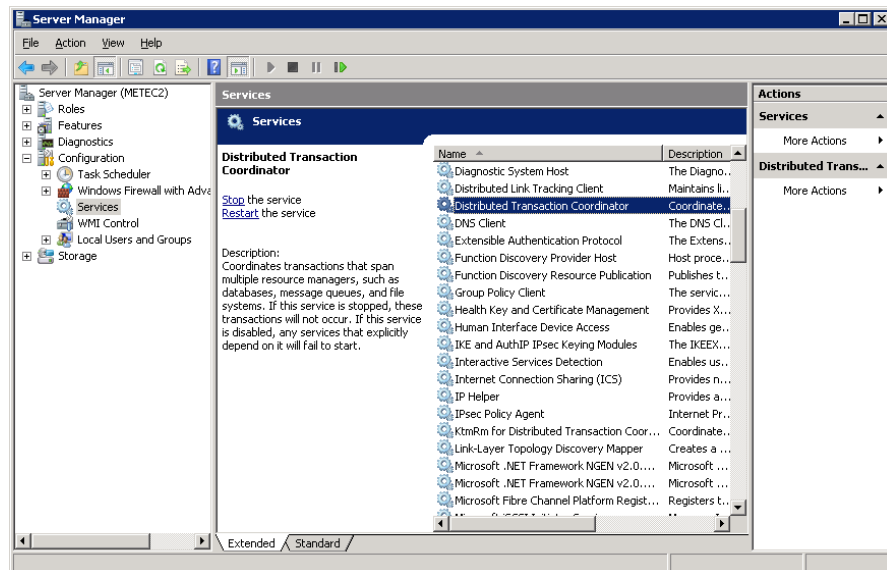 Server Manager
File Action View Help
Server Manager (METEC2)
Roles
Features
Diagnostics
Configuration
Task Scheduler
Windows Firewall with Adva
Services
WMI Control
Local Users and Groups
Storage
Services
Services
Distributed Transaction
Coordinator
Stop the service
Restart the service
Description:
Coordinates transactions that span
multiple resource managers, such as
databases, message queues, and file
systems. If this service is stopped, these
transactions will not occur. If this service
is disabled, any services that explicitly
depend on it will fail to start.
Name Description
Diagnostic System Host The Diagno...
Distributed Link Tracking Client Maintains li...
Distributed Transaction Coordinator Coordinate...
DNS Client The DNS Cl...
Extensible Authentication Protocol The Extens...
Function Discovery Provider Host Host proce...
Function Discovery Resource Publication Publishes t...
Group Policy Client The servic...
Health Key and Certificate Management Provides X...
Human Interface Device Access Enables ge...
IKE and AuthIP IPsec Keying Modules The IKEEX...
Interactive Services Detection Enables us...
Internet Connection Sharing (ICS) Provides n...
IP Helper Provides a...
IPsec Policy Agent Internet Pr...
KtmRm for Distributed Transaction Coor... Coordinate...
Link-Layer Topology Discovery Mapper Creates a ...
Microsoft .NET Framework NGEN v2.0.... Microsoft ...
Microsoft .NET Framework NGEN v2.0.... Microsoft ...
Microsoft Fibre Channel Platform Regist... Registers t...
Extended Standard
Actions
Services
More Actions
Distributed Trans...
More Actions